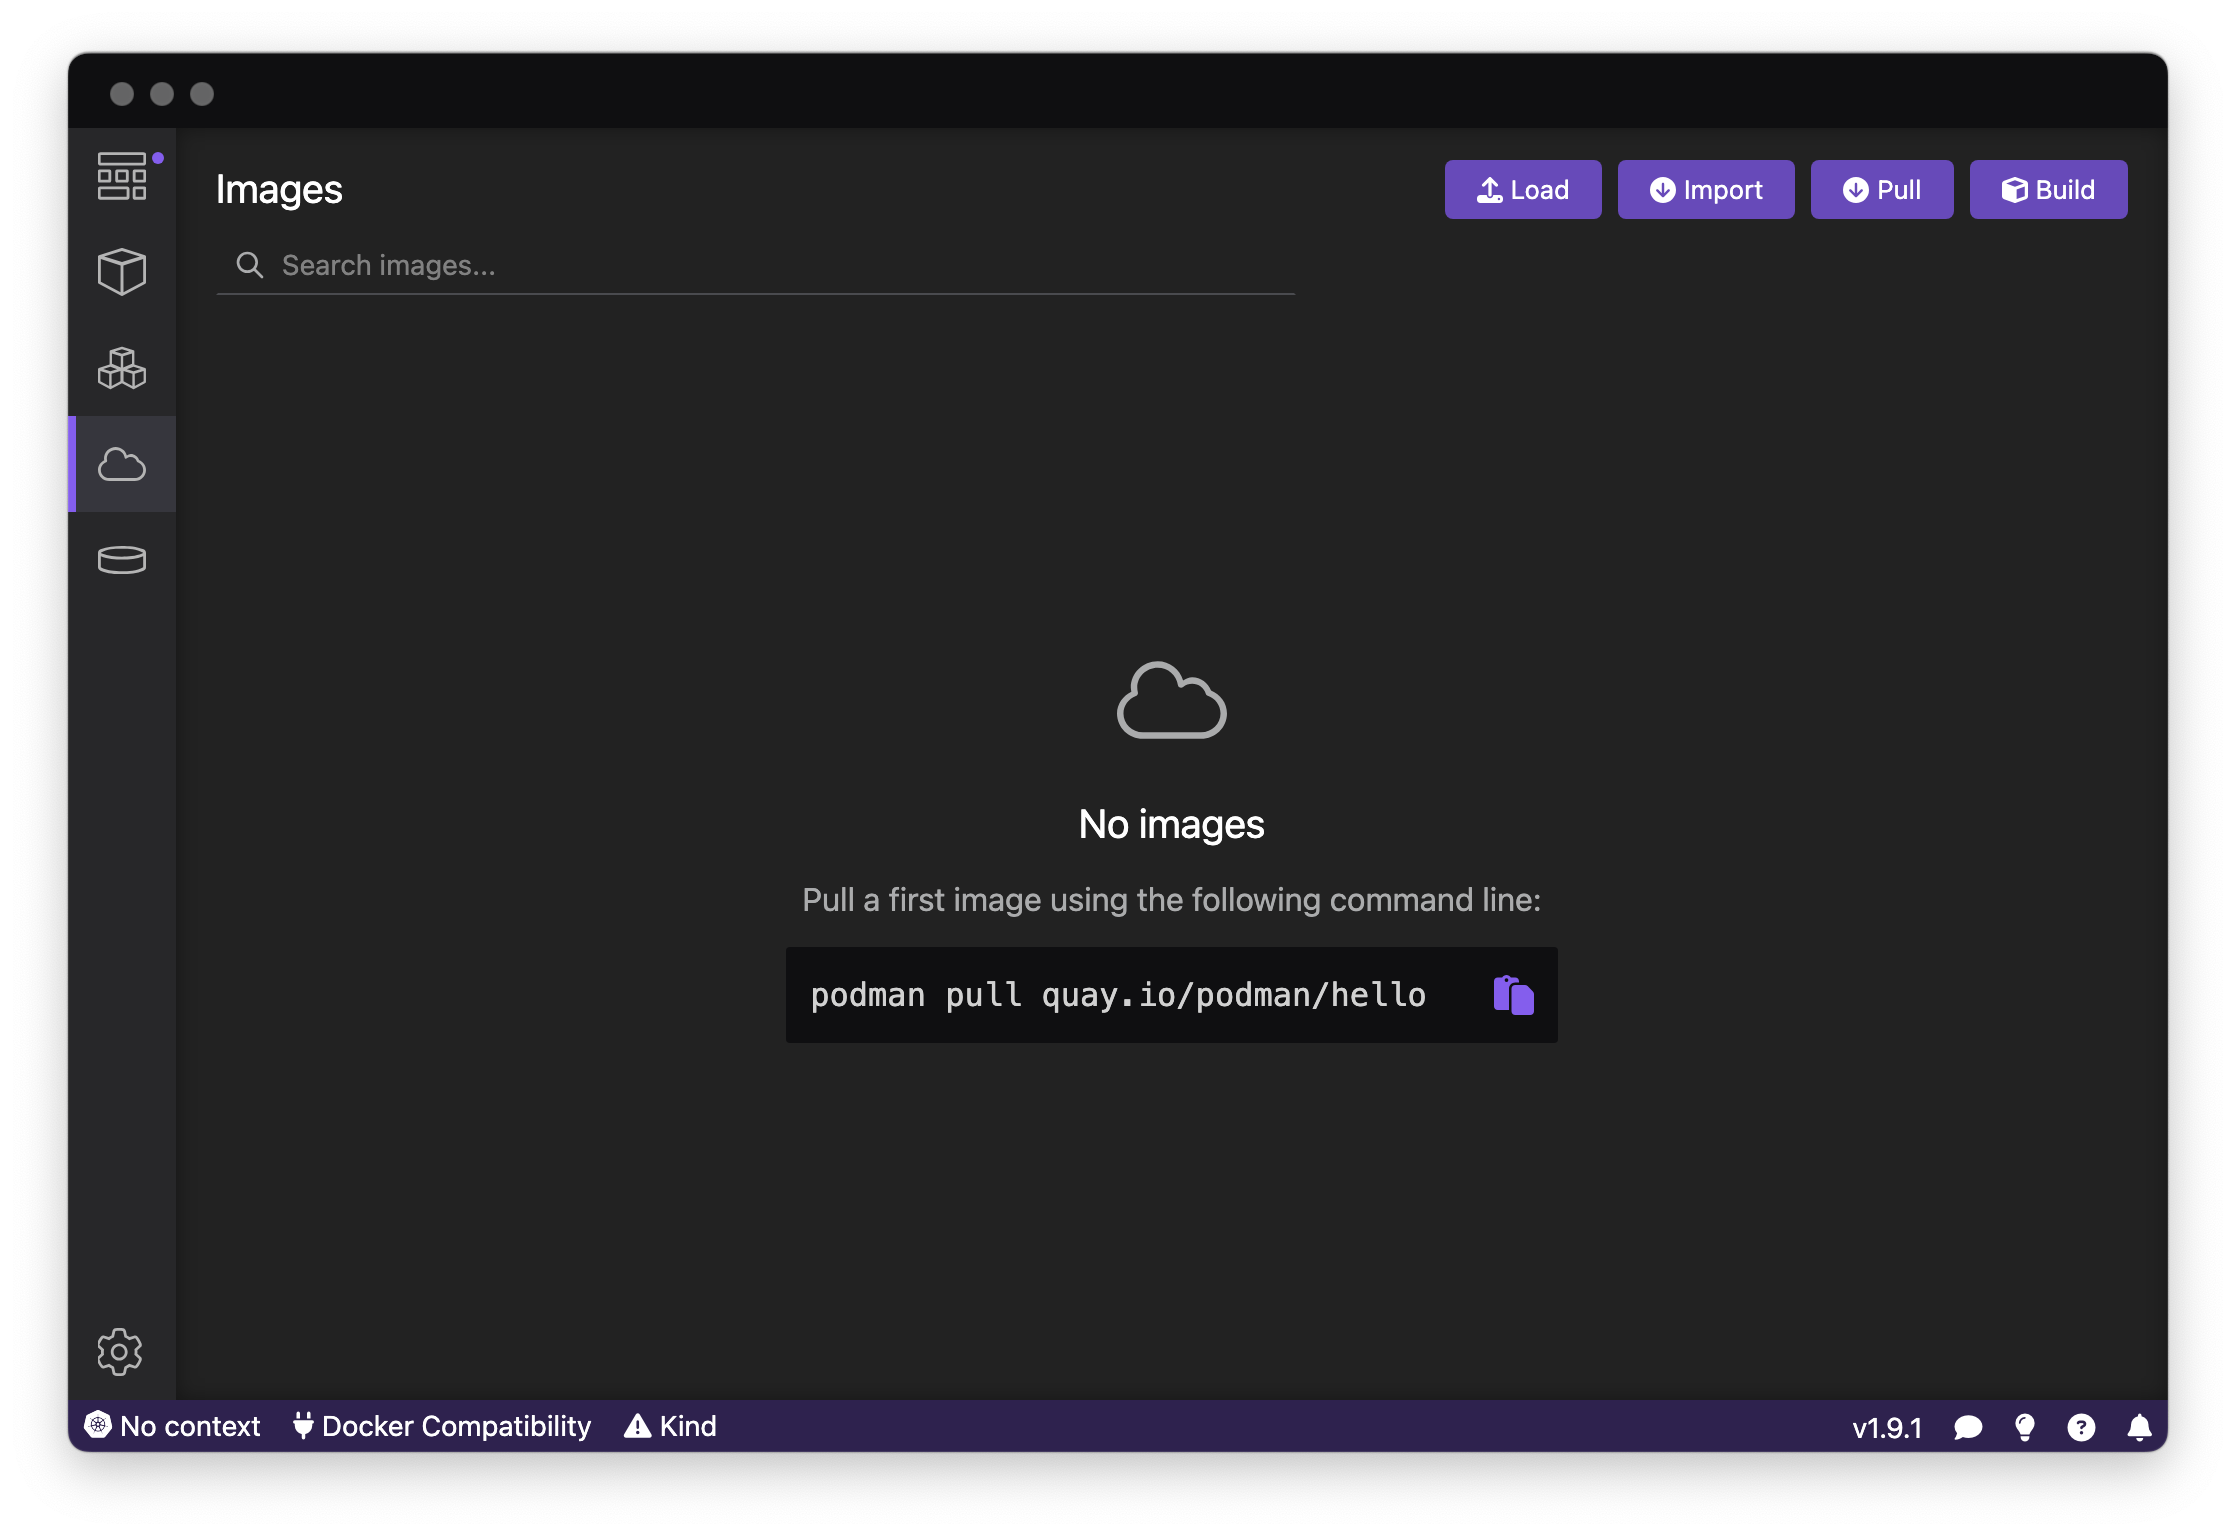 Images
Load
Import
Pull
Build
Search images...
No images
Pull a first image using the following command line:
podman pull quay.io/podman/hello
No context
Docker Compatibility
Kind
v1.9.1